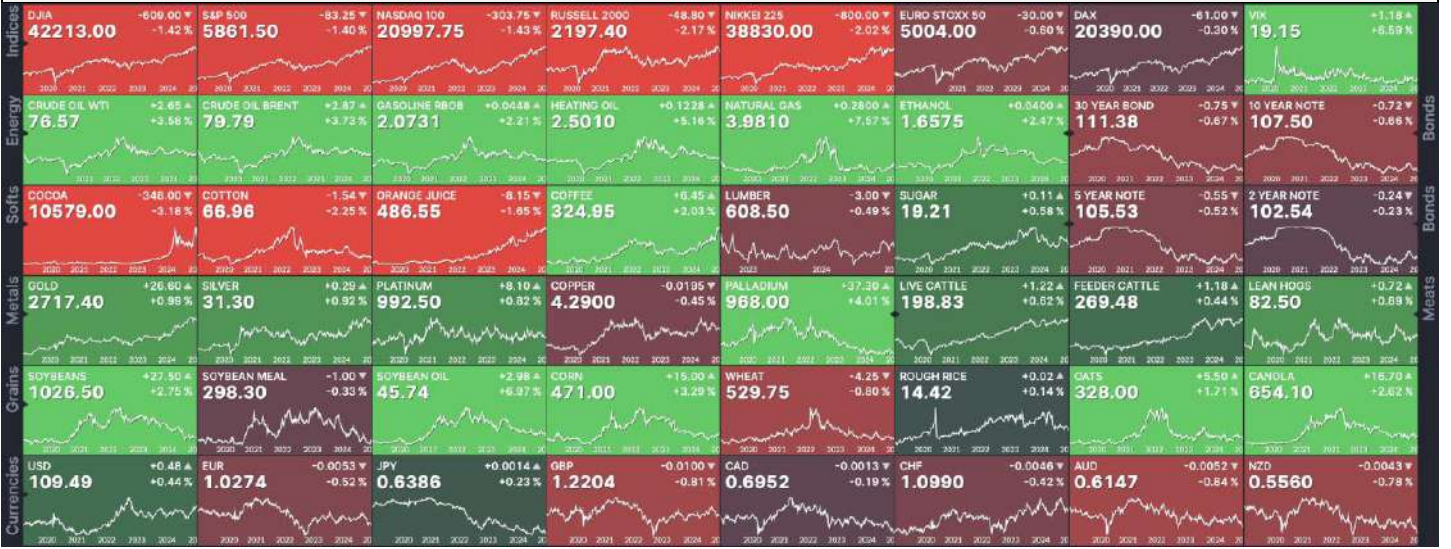 Indices
DJIA -609.00 ▼
42213.00 -1.42 %
S&P 500 -83.25 ▼
5861.50 -1.40 %
NASDAQ 100 -303.75 ▼
20997.75 -1.43 %
RUSSELL 2000 -48.80 ▼
2197.40 -2.17 %
NIKKEI 225 -800.00 ▼
38830.00 -2.02 %
EURO STOXX 50 -30.00 ▼
5004.00 -0.60 %
DAX -61.00 ▼
20390.00 -0.30 %
VIX +1.18 ▲
19.15 +6.59 %
Energy
CRUDE OIL WTI +2.65 ▲
76.57 +3.58 %
CRUDE OIL BRENT +2.87 ▲
79.79 +3.73 %
GASOLINE RBOB +0.0448 ▲
2.0731 +2.21 %
HEATING OIL +0.1228 ▲
2.5010 +5.16 %
NATURAL GAS +0.2800 ▲
3.9810 +7.57 %
ETHANOL +0.0400 ▲
1.6575 +2.47 %
30 YEAR BOND -0.75 ▼
111.38 -0.67 %
10 YEAR NOTE -0.72 ▼
107.50 -0.66 %
Bonds
Softs
COCOA -348.00 ▼
10579.00 -3.18 %
COTTON -1.54 ▼
66.96 -2.25 %
ORANGE JUICE -8.15 ▼
486.55 -1.65 %
COFFEE +6.45 ▲
324.95 +2.03 %
LUMBER -3.00 ▼
608.50 -0.49 %
SUGAR +0.11 ▲
19.21 +0.58 %
5 YEAR NOTE -0.55 ▼
105.53 -0.52 %
2 YEAR NOTE -0.24 ▼
102.54 -0.23 %
Bonds
Metals
GOLD +26.60 ▲
2717.40 +0.99 %
SILVER +0.29 ▲
31.30 +0.92 %
PLATINUM +8.10 ▲
992.50 +0.82 %
COPPER -0.0195 ▼
4.2900 -0.45 %
PALLADIUM +37.30 ▲
968.00 +4.01 %
LIVE CATTLE +1.22 ▲
198.83 +0.62 %
FEEDER CATTLE +1.18 ▲
269.48 +0.44 %
LEAN HOGS +0.72 ▲
82.50 +0.89 %
Meats
Grains
SOYBEANS +27.50 ▲
1026.50 +2.75 %
SOYBEAN MEAL -1.00 ▼
298.30 -0.33 %
SOYBEAN OIL +2.98 ▲
45.74 +6.97 %
CORN +15.00 ▲
471.00 +3.29 %
WHEAT -4.25 ▼
529.75 -0.80 %
ROUGH RICE +0.02 ▲
14.42 +0.14 %
OATS +5.50 ▲
328.00 +1.71 %
CANOLA +16.70 ▲
654.10 +2.62 %
Currencies
USD +0.48 ▲
109.49 +0.44 %
EUR -0.0053 ▼
1.0274 -0.52 %
JPY +0.0014 ▲
0.6386 +0.23 %
GBP -0.0100 ▼
1.2204 -0.81 %
CAD -0.0013 ▼
0.6952 -0.19 %
CHF -0.0046 ▼
1.0990 -0.42 %
AUD -0.0052 ▼
0.6147 -0.84 %
NZD -0.0043 ▼
0.5560 -0.78 %